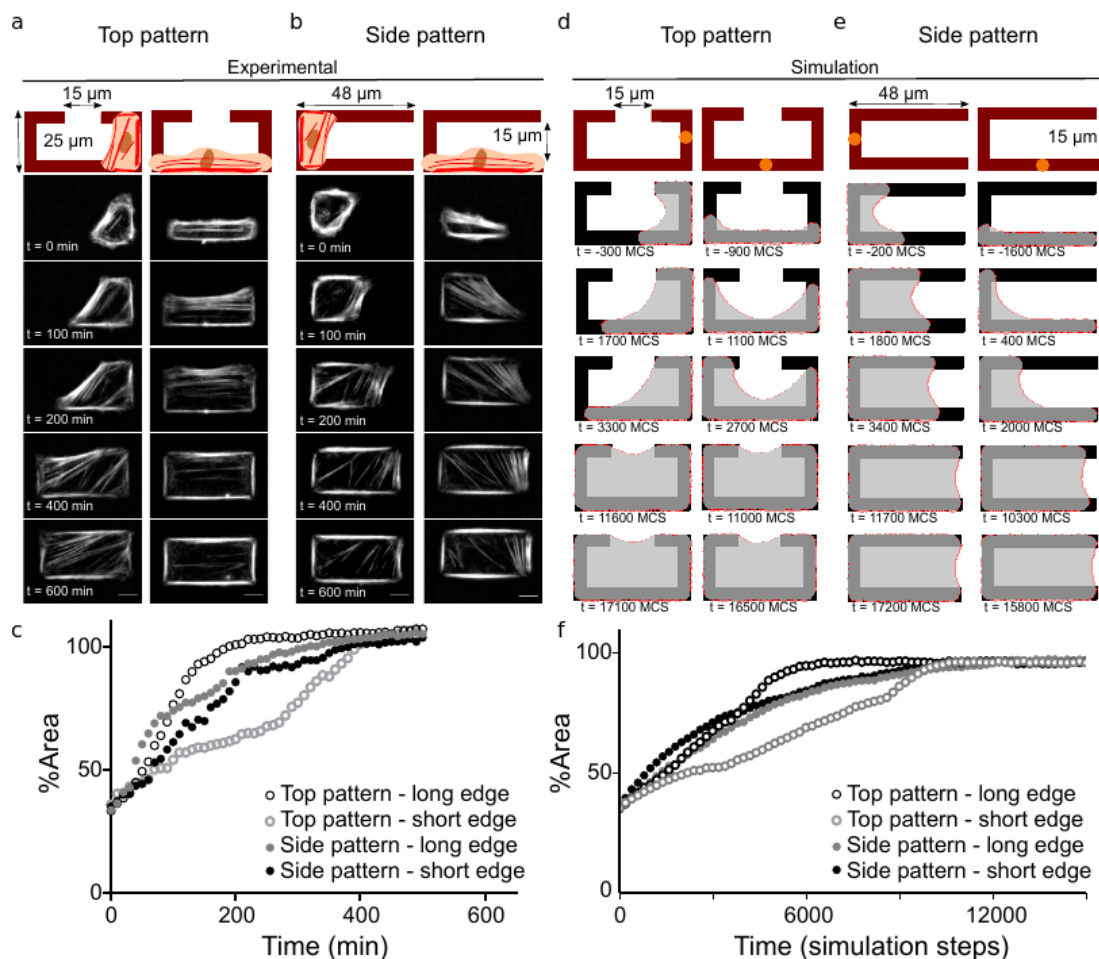 a
Top pattern
b
Side pattern
Experimental
15 µm
48 µm
25 µm
15 µm
t = 0 min
t = 0 min
t = 100 min
t = 100 min
t = 200 min
t = 200 min
t = 400 min
t = 400 min
t = 600 min
t = 600 min
d
Top pattern
e
Side pattern
Simulation
15 µm
48 µm
15 µm
t = -300 MCS
t = -900 MCS
t = -200 MCS
t = -1600 MCS
t = 1700 MCS
t = 1100 MCS
t = 1800 MCS
t = 400 MCS
t = 3300 MCS
t = 2700 MCS
t = 3400 MCS
t = 2000 MCS
t = 11600 MCS
t = 11000 MCS
t = 11700 MCS
t = 10300 MCS
t = 17100 MCS
t = 16500 MCS
t = 17200 MCS
t = 15800 MCS
c
%Area
100
50
0
0
200
400
600
Time (min)
Top pattern - long edge
Top pattern - short edge
Side pattern - long edge
Side pattern - short edge
f
%Area
100
50
0
0
6000
12000
Time (simulation steps)
Top pattern - long edge
Top pattern - short edge
Side pattern - long edge
Side pattern - short edge